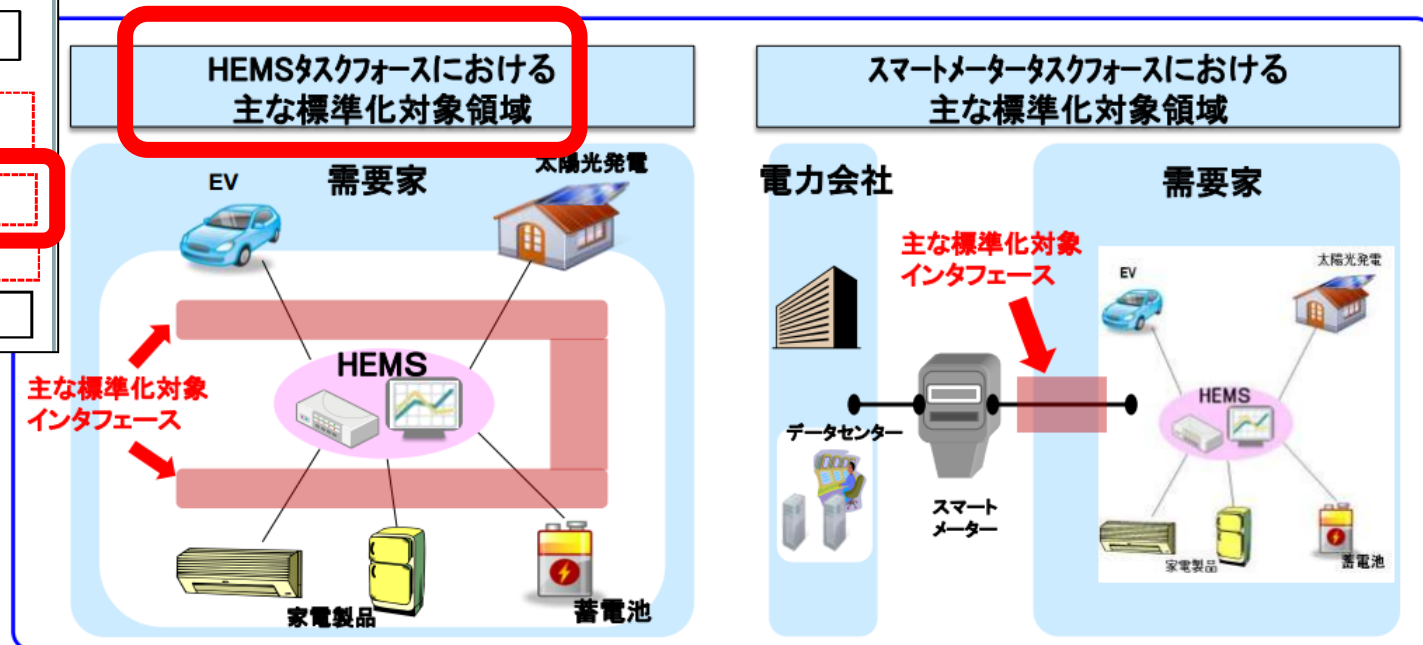 HEMSﾀｽｸﾌｫｰｽにおける
主な標準化対象領域
EV
需要家
太陽光発電
主な標準化対象
インタフェース
HEMS
家電製品
蓄電池
スマートメータータスクフォースにおける
主な標準化対象領域
電力会社
需要家
主な標準化対象
インタフェース
データセンター
スマート
メーター
EV
太陽光発電
HEMS
家電製品
蓄電池